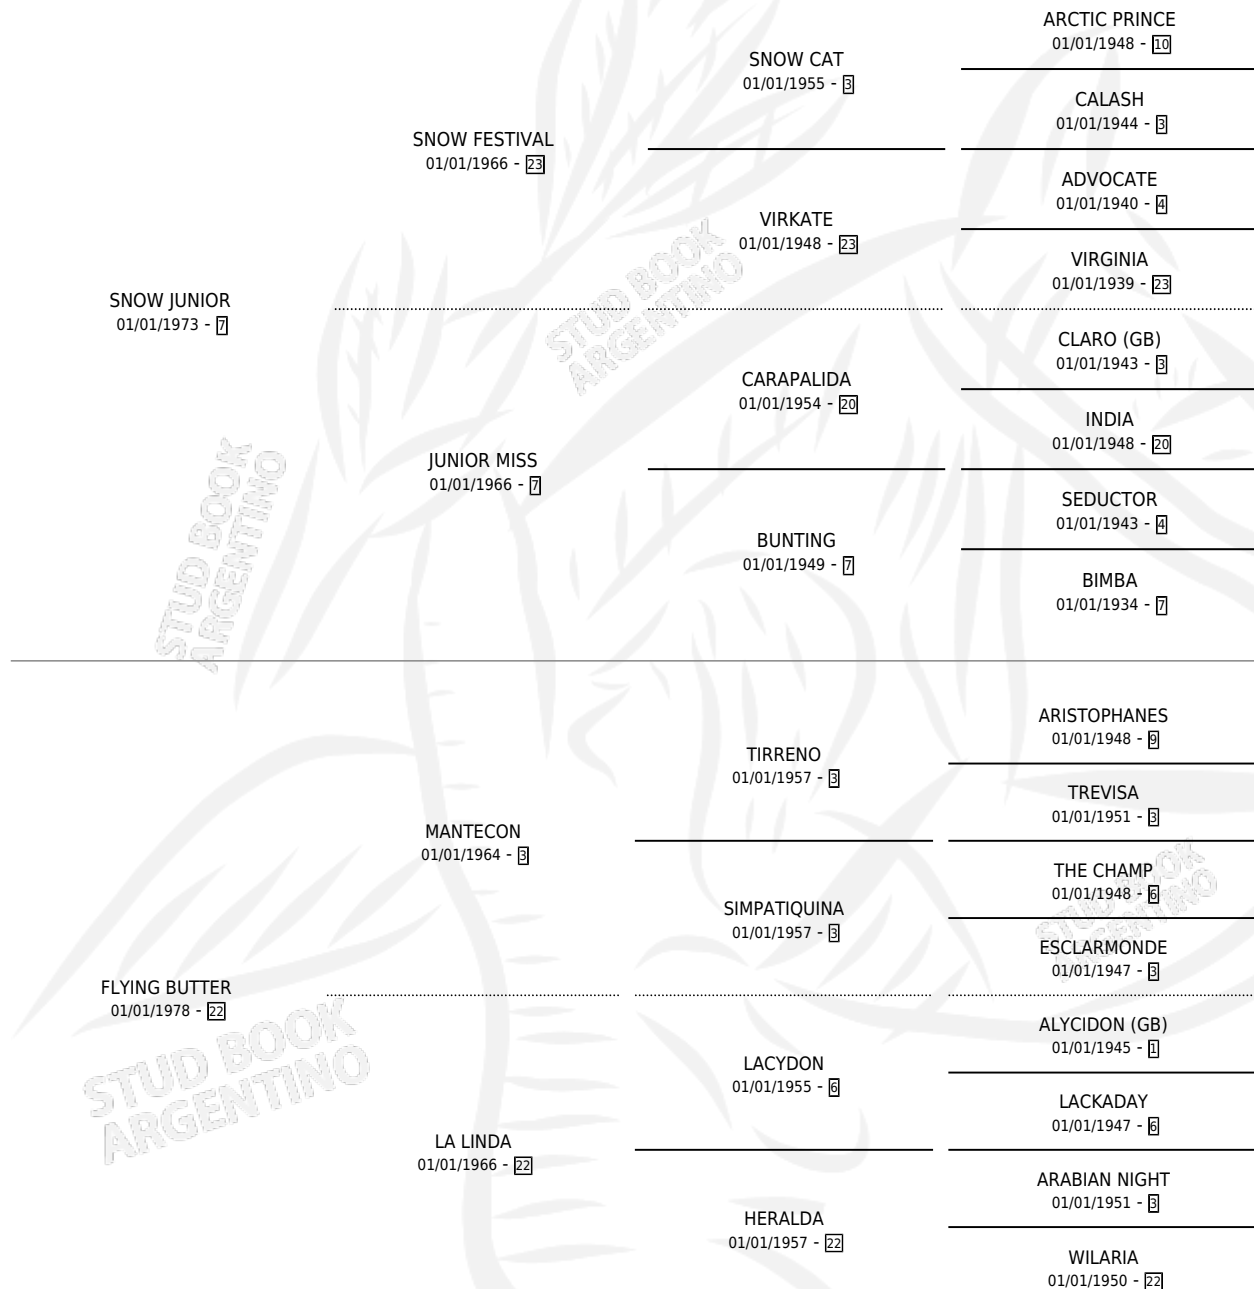 ARCTIC PRINCE
01/01/1948 - 10
SNOW CAT
01/01/1955 - 3
CALASH
01/01/1944 - 3
SNOW FESTIVAL
01/01/1966 - 23
ADVOCATE
01/01/1940 - 4
VIRKATE
01/01/1948 - 23
VIRGINIA
01/01/1939 - 23
SNOW JUNIOR
01/01/1973 - 7
CLARO (GB)
01/01/1943 - 3
CARAPALIDA
01/01/1954 - 20
INDIA
01/01/1948 - 20
JUNIOR MISS
01/01/1966 - 7
SEDUCTOR
01/01/1943 - 4
BUNTING
01/01/1949 - 7
BIMBA
01/01/1934 - 7
STUD BOOK
ARGENTINO
STUD BOOK
ARGENTINO
ARISTOPHANES
01/01/1948 - 9
TIRRENO
01/01/1957 - 3
TREVISA
01/01/1951 - 3
MANTECON
01/01/1964 - 3
THE CHAMP
01/01/1948 - 6
SIMPATIQUINA
01/01/1957 - 3
ESCLARMONDE
01/01/1947 - 3
FLYING BUTTER
01/01/1978 - 22
ALYCIDON (GB)
01/01/1945 - 1
LACYDON
01/01/1955 - 6
LACKADAY
01/01/1947 - 6
LA LINDA
01/01/1966 - 22
ARABIAN NIGHT
01/01/1951 - 3
HERALDA
01/01/1957 - 22
WILARIA
01/01/1950 - 22
STUD BOOK
ARGENTINO
STUD BOOK
ARGENTINO